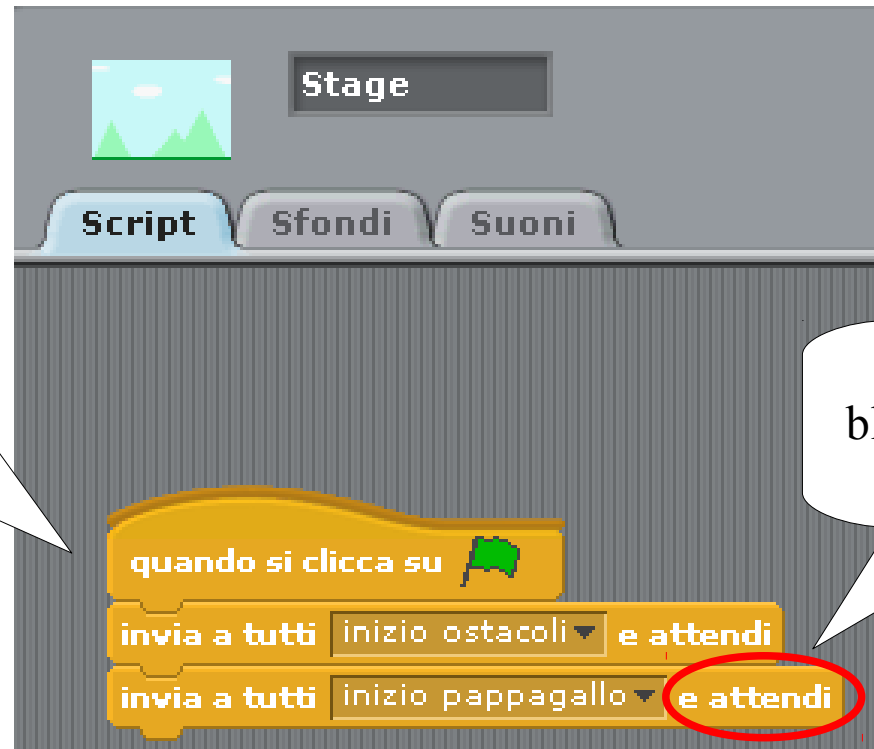 Stage
Script Sfondi Suoni
quando si clicca su
invia a tutti inizio ostacoli e attendi
invia a tutti inizio pappagallo e attendi